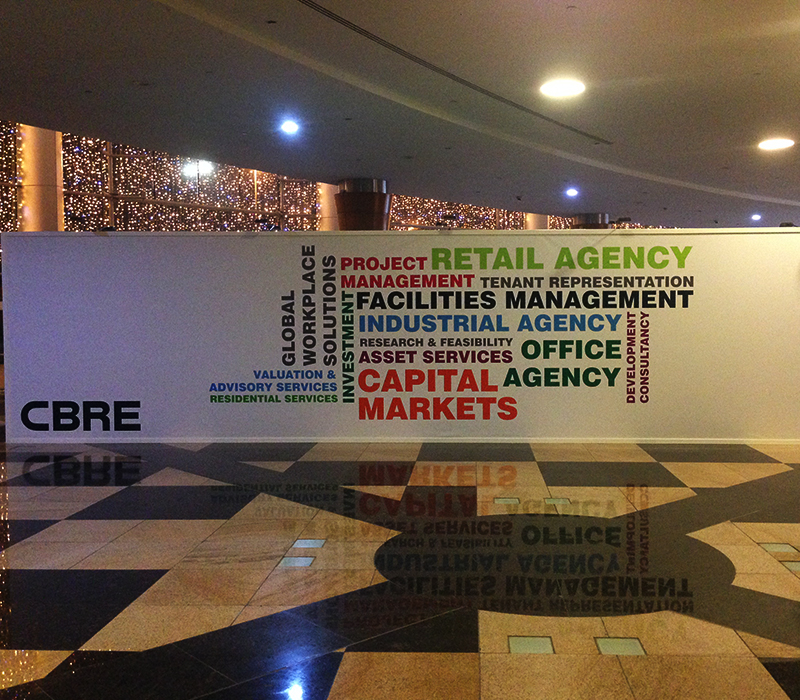 GLOBAL
WORKPLACE
SOLUTIONS
PROJECT
MANAGEMENT
RETAIL AGENCY
TENANT REPRESENTATION
FACILITIES MANAGEMENT
INVESTMENT
INDUSTRIAL AGENCY
RESEARCH & FEASIBILITY
ASSET SERVICES
OFFICE
AGENCY
DEVELOPMENT
CONSULTANCY
VALUATION &
ADVISORY SERVICES
RESIDENTIAL SERVICES
CAPITAL
MARKETS
CBRE